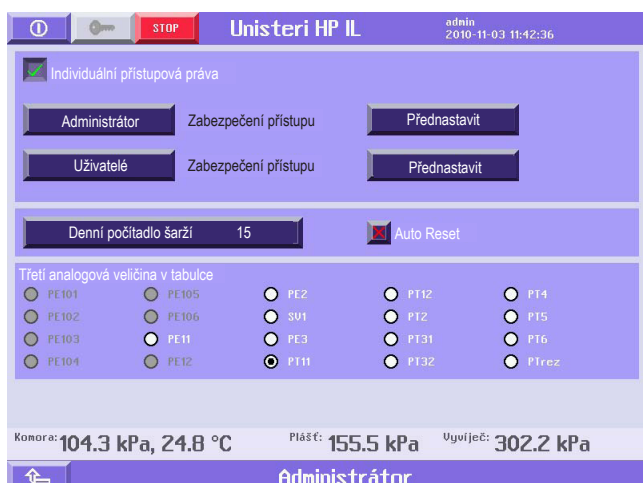 STOP Unisteri HP IL admin
2010-11-03 11:42:36
Individuální přístupová práva
Administrátor Zabezpečení přístupu Přednastavit
Uživatelé Zabezpečení přístupu Přednastavit
Denní počítadlo šarží 15 Auto Reset
Třetí analogová veličina v tabulce
PE101 PE105 PE2 PT12 PT4
PE102 PE106 SV1 PT2 PT5
PE103 PE11 PE3 PT31 PT6
PE104 PE12 PT11 PT32 PTrez
Komora: 104.3 kPa, 24.8 °C Plášť: 155.5 kPa Vyvíječ: 302.2 kPa
Administrátor